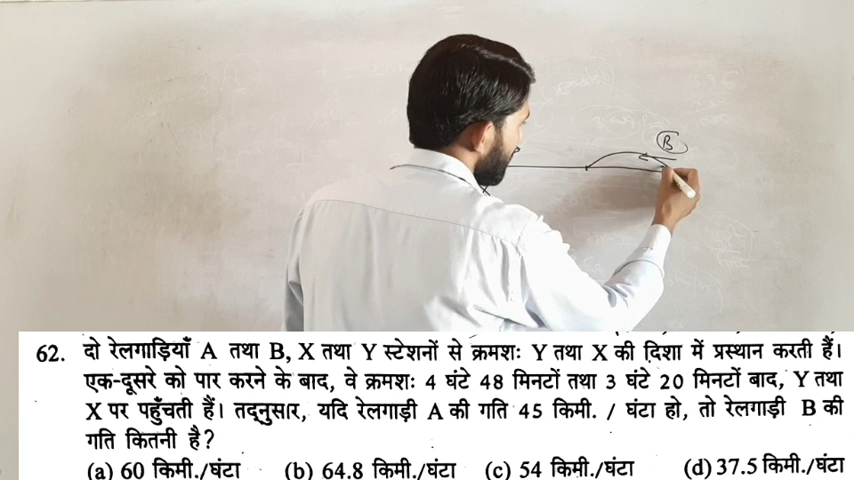 B
62. दो रेलगाड़ियाँ A तथा B, X तथा Y स्टेशनों से क्रमशः Y तथा X की दिशा में प्रस्थान करती हैं।
एक-दूसरे को पार करने के बाद, वे क्रमशः 4 घंटे 48 मिनटों तथा 3 घंटे 20 मिनटों बाद, Y तथा
X पर पहुँचती हैं। तद्नुसार, यदि रेलगाड़ी A की गति 45 किमी. / घंटा हो, तो रेलगाड़ी B की
गति कितनी है?
(a) 60 किमी./घंटा (b) 64.8 किमी./घंटा (c) 54 किमी./घंटा (d) 37.5 किमी./घंटा